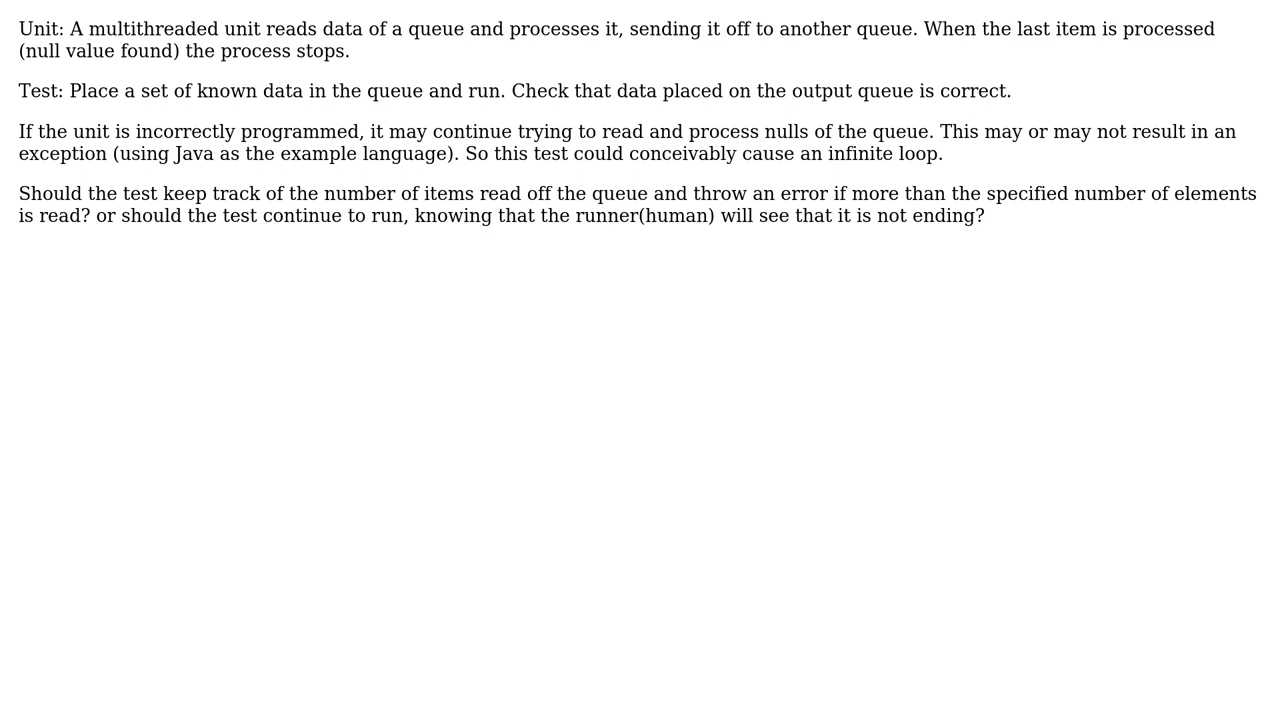 Unit: A multithreaded unit reads data of a queue and processes it, sending it off to another queue. When the last item is processed
(null value found) the process stops.
Test: Place a set of known data in the queue and run. Check that data placed on the output queue is correct.
If the unit is incorrectly programmed, it may continue trying to read and process nulls of the queue. This may or may not result in an
exception (using Java as the example language). So this test could conceivably cause an infinite loop.
Should the test keep track of the number of items read off the queue and throw an error if more than the specified number of elements
is read? or should the test continue to run, knowing that the runner(human) will see that it is not ending?